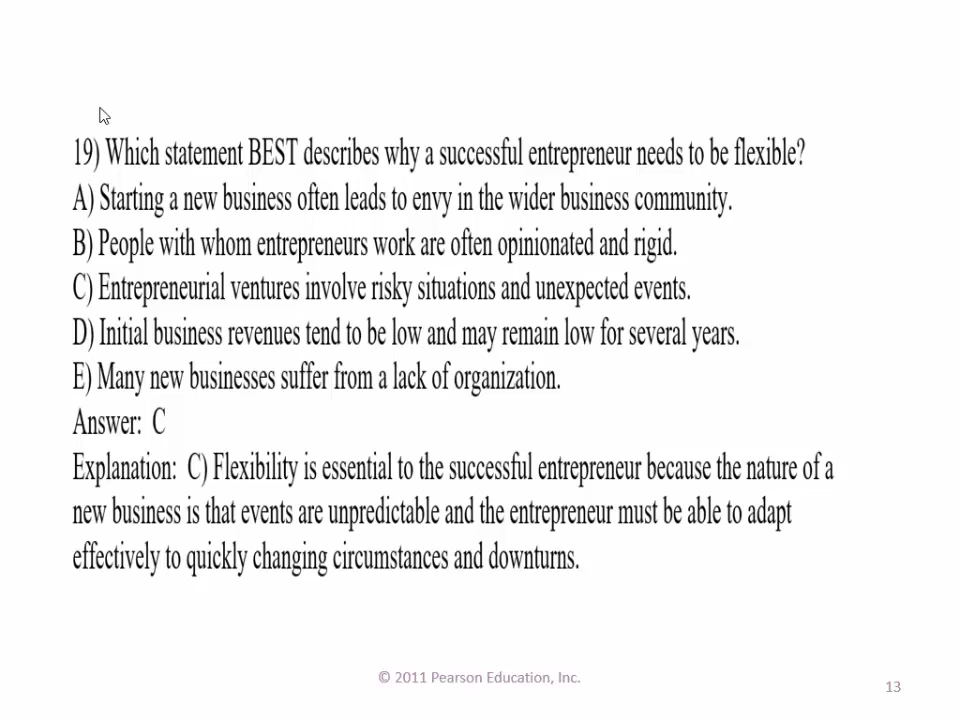 19) Which statement BEST describes why a successful entrepreneur needs to be flexible?
A) Starting a new business often leads to envy in the wider business community.
B) People with whom entrepreneurs work are often opinionated and rigid.
C) Entrepreneurial ventures involve risky situations and unexpected events.
D) Initial business revenues tend to be low and may remain low for several years.
E) Many new businesses suffer from a lack of organization.
Answer: C
Explanation: C) Flexibility is essential to the successful entrepreneur because the nature of a
new business is that events are unpredictable and the entrepreneur must be able to adapt
effectively to quickly changing circumstances and downturns.
© 2011 Pearson Education, Inc.
13